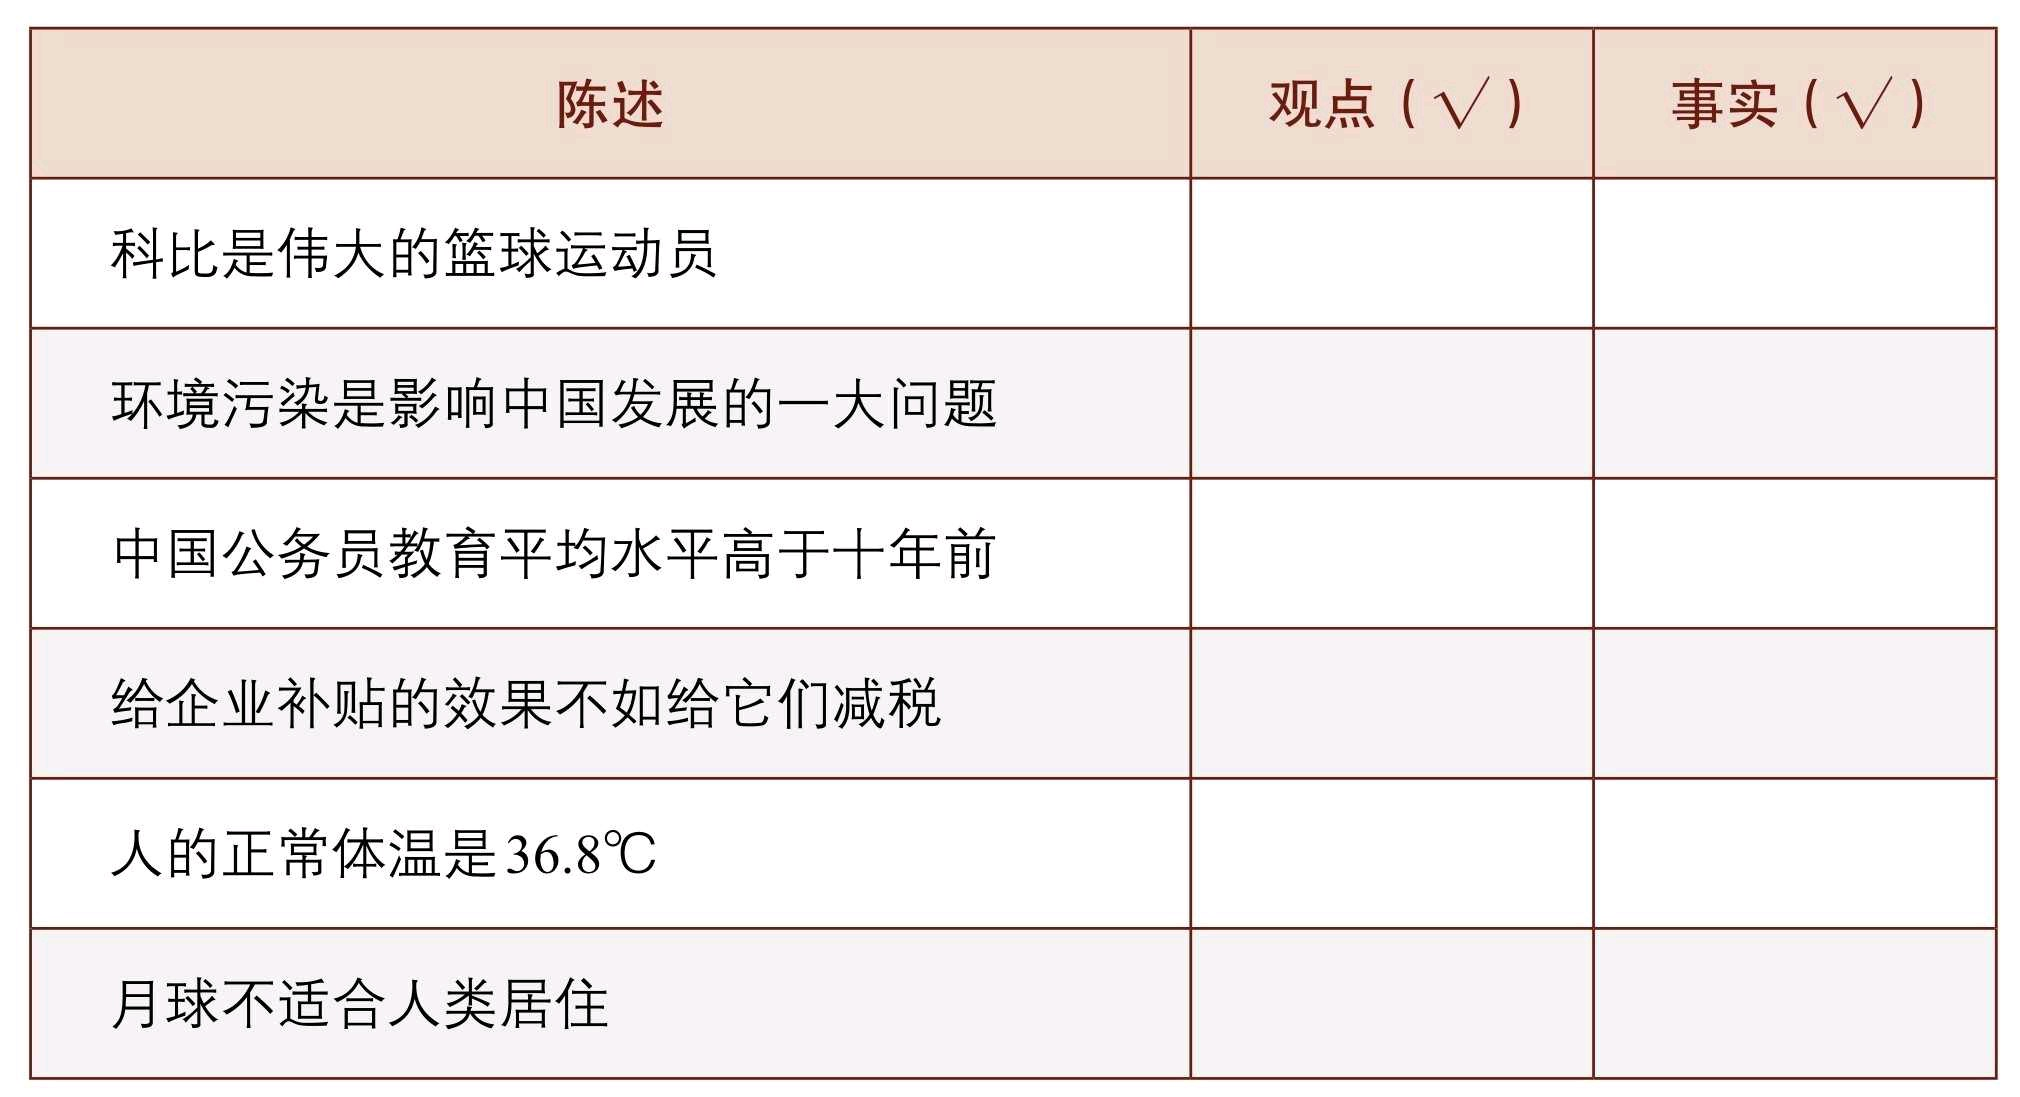 陈述 观点（√） 事实（√）
科比是伟大的篮球运动员
环境污染是影响中国发展的一大问题
中国公务员教育平均水平高于十年前
给企业补贴的效果不如给它们减税
人的正常体温是36.8℃
月球不适合人类居住